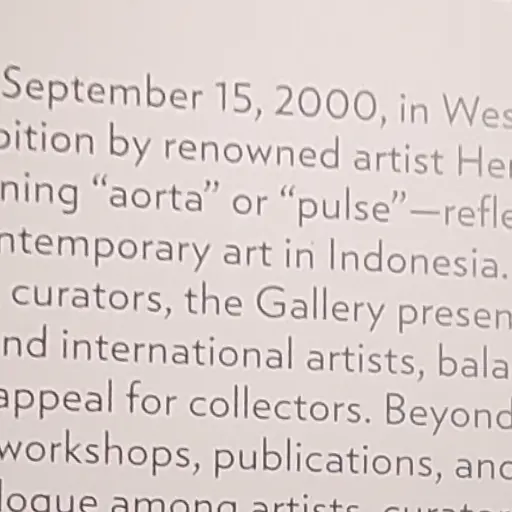 September 15, 2000, in Wes
bition by renowned artist Her
ning “aorta” or “pulse”—refle
ntemporary art in Indonesia.
curators, the Gallery presen
nd international artists, bala
appeal for collectors. Beyond
workshops, publications, and
logue among artists, curator